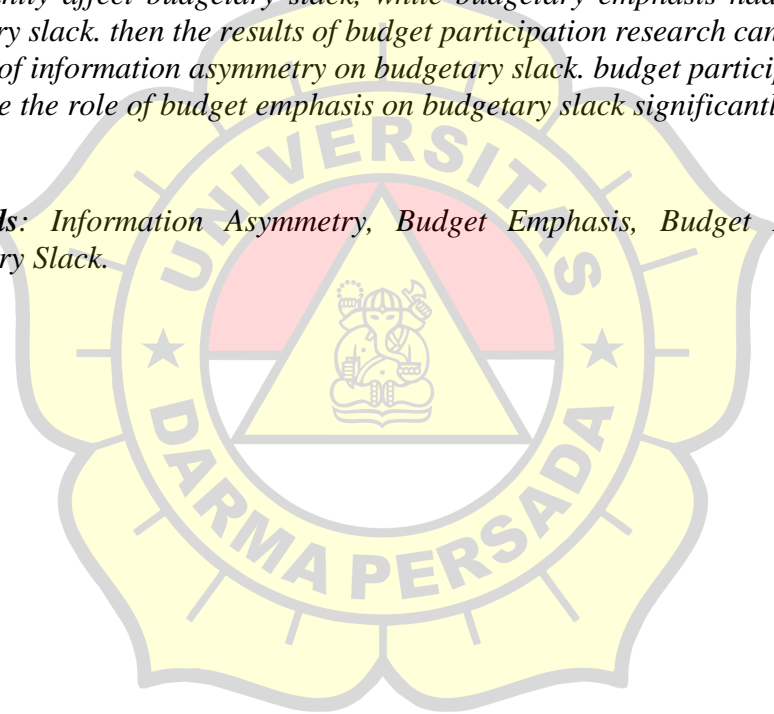 affect budgetary slack, while budgetary emphasis had
ry slack. then the results of budget participation research can
of information asymmetry on budgetary slack. budget particip
e the role of budget emphasis on budgetary slack significantl
ds: Information Asymmetry, Budget Emphasis, Budget
ry Slack.
UNIVERSITAS
DARMA PERSADA